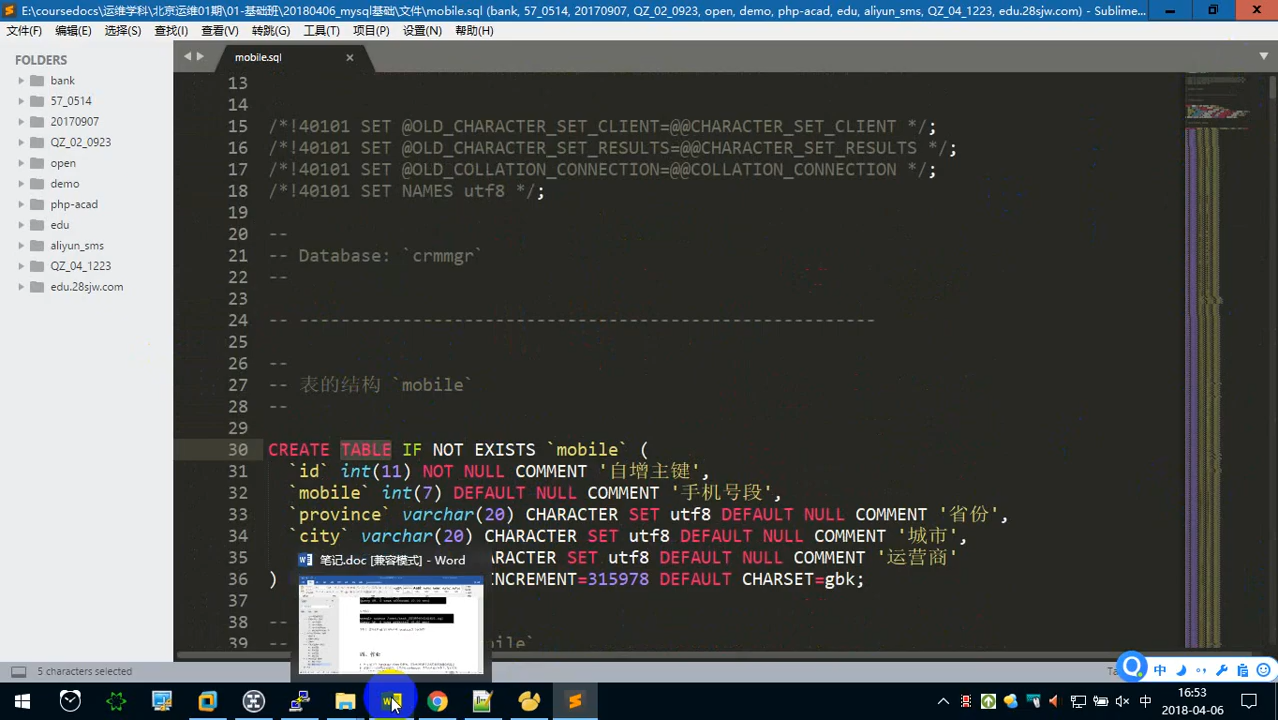 E:\coursedocs\运维学科\北京运维01期\01-基础班\20180406_mysql基础\文件\mobile.sql (bank, 57_0514, 20170907, QZ_02_0923, open, demo, php-acad, edu, aliyun_sms, QZ_04_1223, edu.28sjw.com) - Sublime...
文件(F) 编辑(E) 选择(S) 查找(I) 查看(V) 转跳(G) 工具(T) 项目(P) 设置(N) 帮助(H)
FOLDERS
bank
57_0514
20170907
QZ_02_0923
open
demo
php-acad
edu
aliyun_sms
QZ_04_1223
edu.28sjw.com
mobile.sql
13
14
15 /*!40101 SET @OLD_CHARACTER_SET_CLIENT=@@CHARACTER_SET_CLIENT */;
16 /*!40101 SET @OLD_CHARACTER_SET_RESULTS=@@CHARACTER_SET_RESULTS */;
17 /*!40101 SET @OLD_COLLATION_CONNECTION=@@COLLATION_CONNECTION */;
18 /*!40101 SET NAMES utf8 */;
19
20 --
21 -- Database: `crmmgr`
22 --
23
24 -- --------------------------------------------------------
25
26 --
27 -- 表的结构 `mobile`
28 --
29
30 CREATE TABLE IF NOT EXISTS `mobile` (
31 `id` int(11) NOT NULL COMMENT '自增主键',
32 `mobile` int(7) DEFAULT NULL COMMENT '手机号段',
33 `province` varchar(20) CHARACTER SET utf8 DEFAULT NULL COMMENT '省份',
34 `city` varchar(20) CHARACTER SET utf8 DEFAULT NULL COMMENT '城市',
35 ARACTER SET utf8 DEFAULT NULL COMMENT '运营商'
36 ) INCREMENT=315978 DEFAULT CHARSET=gbk;
37
38 --
39 -- bile`
笔记.doc [兼容模式] - Word
5 characters selected
中
16:53
2018-04-06